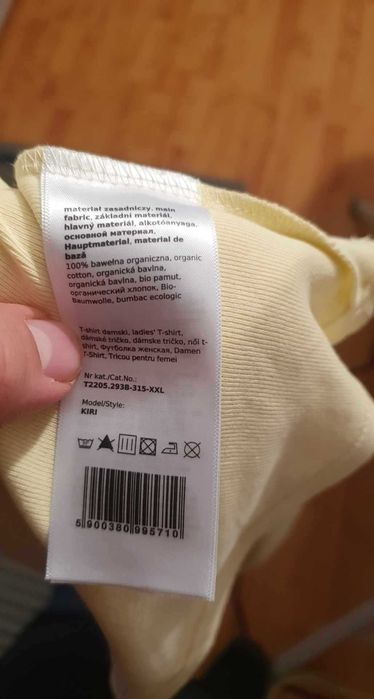 materiał zasadniczy, main
fabric, základní materiál,
hlavný materiál, alkotóanyaga,
основной материал,
Hauptmaterial, material de
bază
100% bawełna organiczna, organic
cotton, organická bavlna,
organická bavlna, bio pamut,
органический хлопок, Bio-
Baumwolle, bumbac ecologic
T-shirt damski, ladies' T-shirt,
dámské tričko, dámske tričko, női t-
shirt, Футболка женская, Damen
T-Shirt, Tricou pentru femei
Nr kat./Cat.No.:
T2205.293B-315-XXL
Model/Style:
KIRI
5 900380 995710